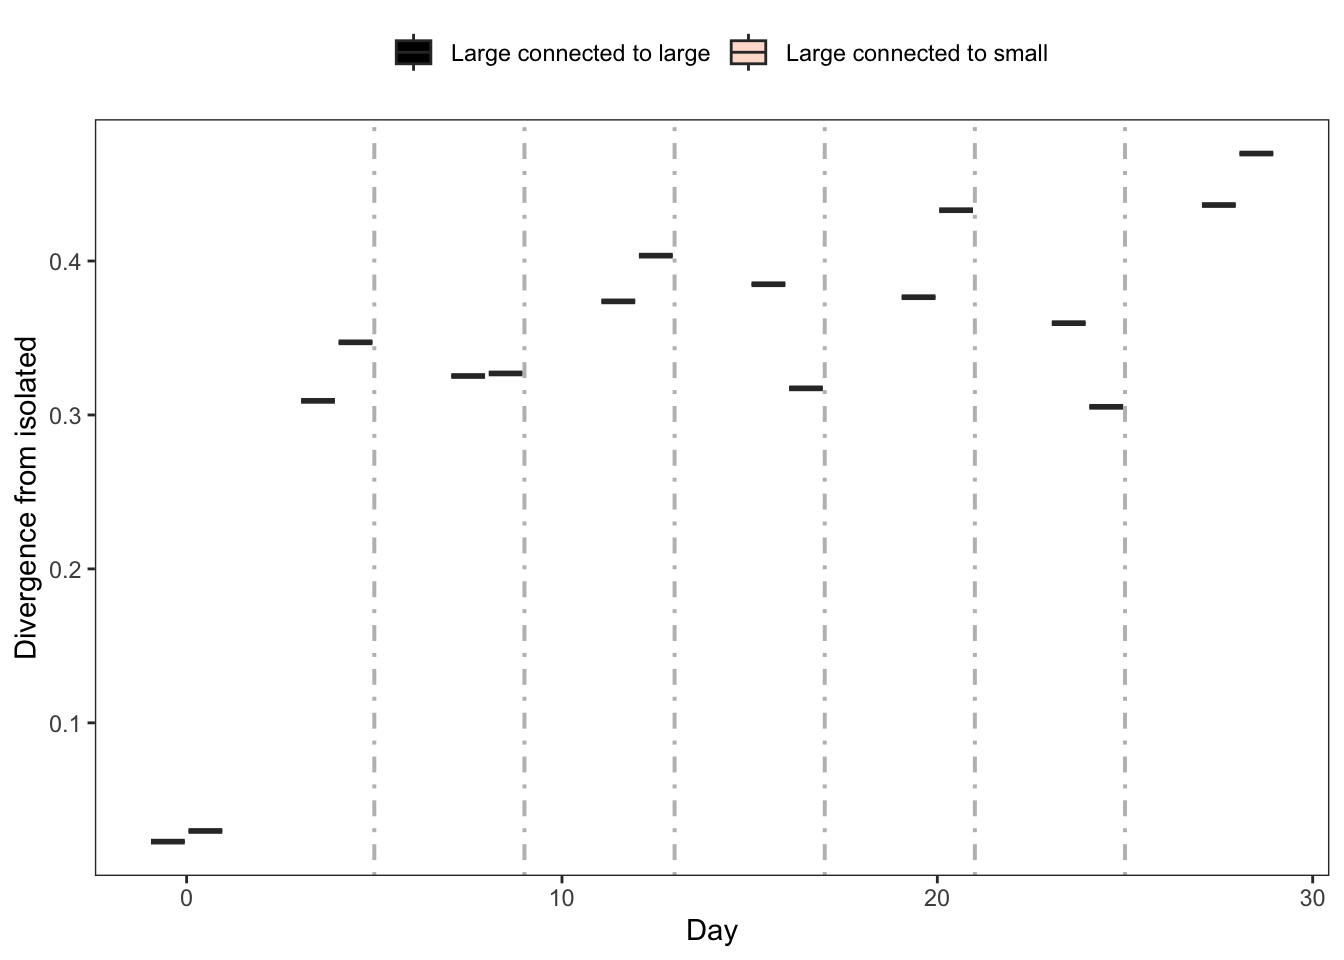 Large connected to large
Large connected to small
Divergence from isolated
0.4
0.3
0.2
0.1
0
10
20
30
Day